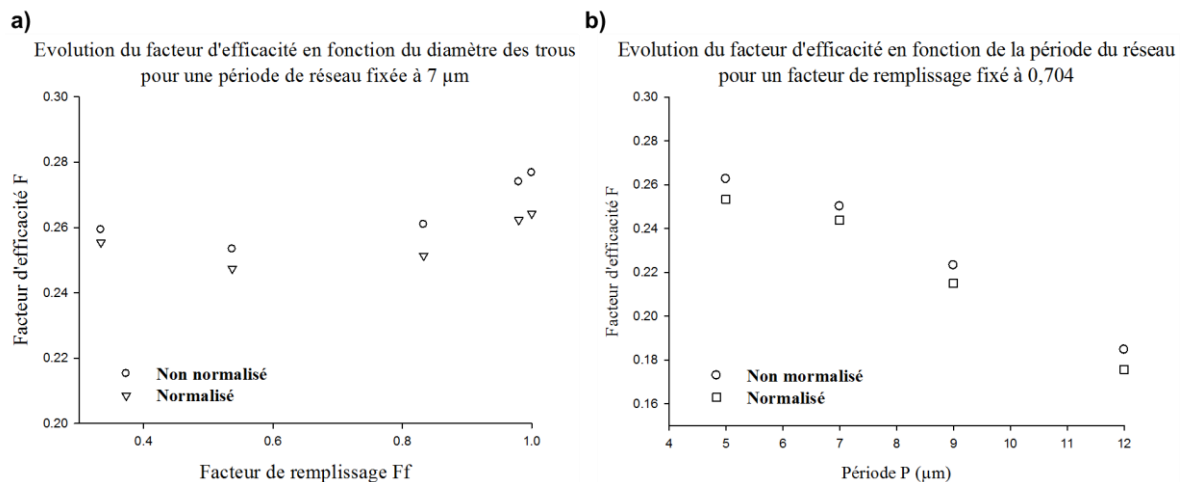 a)
Evolution du facteur d'efficacité en fonction du diamètre des trous
pour une période de réseau fixée à 7 µm
0.30
0.28
0.26
0.24
0.22
0.20
Facteur d'efficacité F
Non normalisé
Normalisé
0.4
0.6
0.8
1.0
Facteur de remplissage Ff
b)
Evolution du facteur d'efficacité en fonction de la période du réseau
pour un facteur de remplissage fixé à 0,704
0.30
0.28
0.26
0.24
0.22
0.20
0.18
0.16
Facteur d'efficacité F
Non mormalisé
Normalisé
4
5
6
7
8
9
10
11
12
Période P (µm)